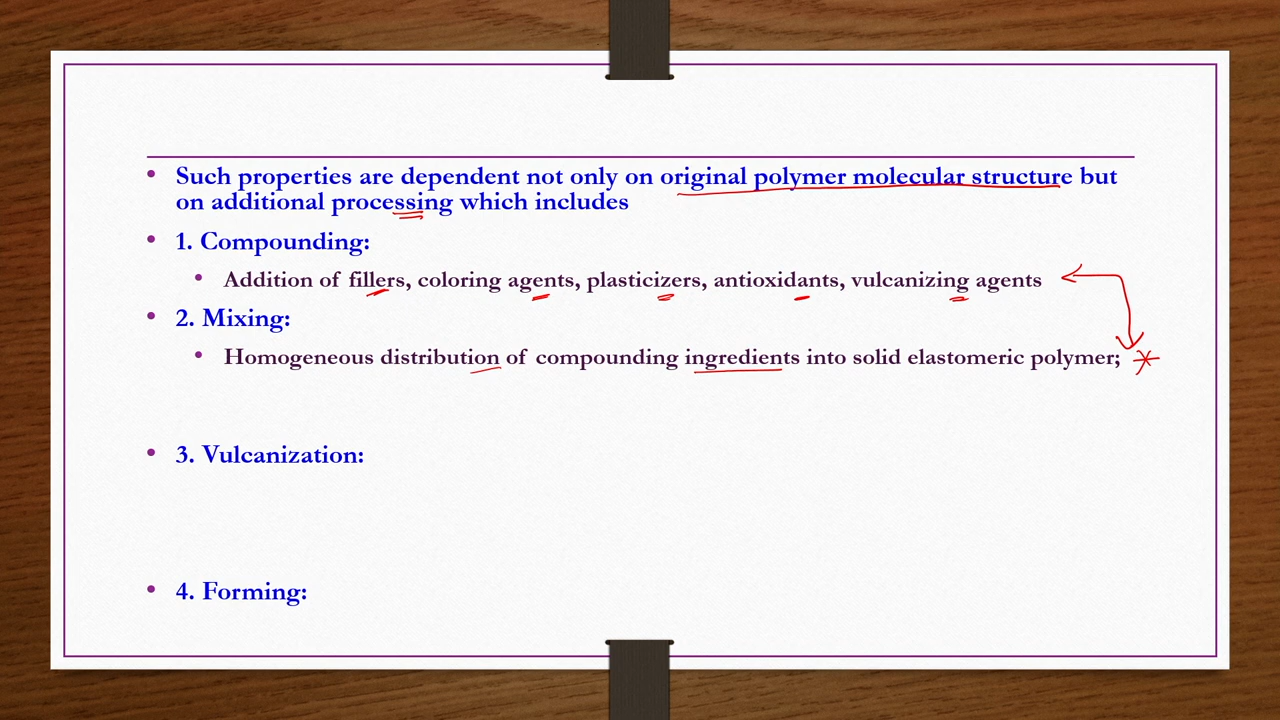 Such properties are dependent not only on original polymer molecular structure but
on additional processing which includes
1. Compounding:
Addition of fillers, coloring agents, plasticizers, antioxidants, vulcanizing agents
2. Mixing:
Homogeneous distribution of compounding ingredients into solid elastomeric polymer;
3. Vulcanization:
4. Forming: